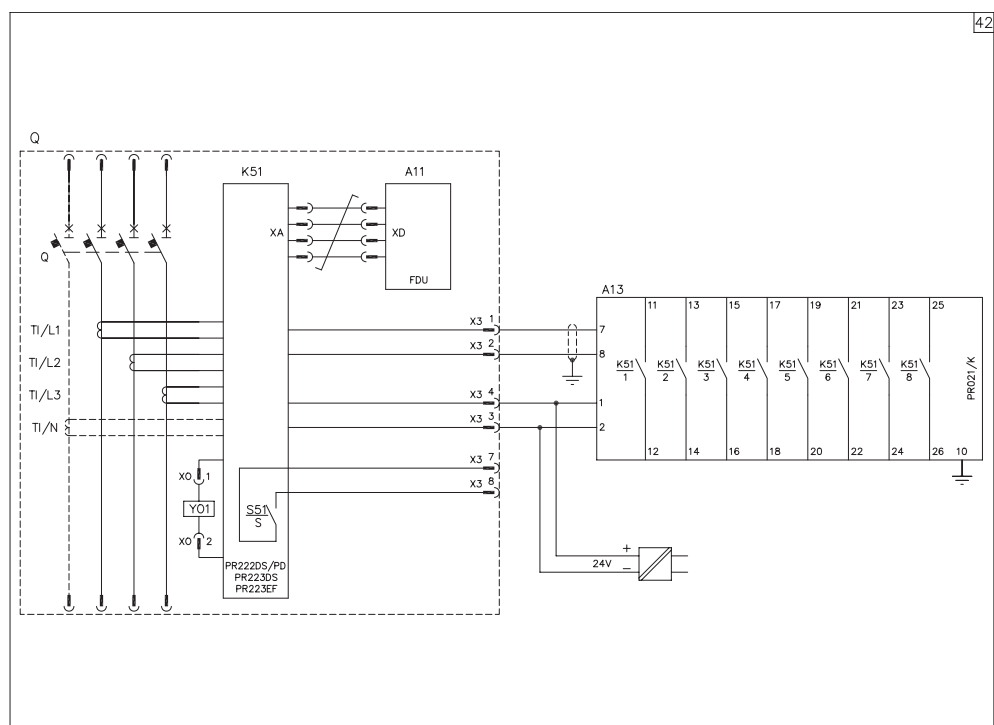 42
Q
K51
A11
XA
XD
Q
FDU
A13
TI/L1
X3 1
7
11 13 15 17 19 21 23 25
TI/L2
X3 2
8
K51 1
K51 2
K51 3
K51 4
K51 5
K51 6
K51 7
K51 8
PR021/K
TI/L3
X3 4
1
TI/N
X3 3
2
12 14 16 18 20 22 24 26 10
X3 7
X0 1
X3 8
Y01
S51
S
X0 2
PR222DS/PD
PR223DS
PR223EF
+
24V
−